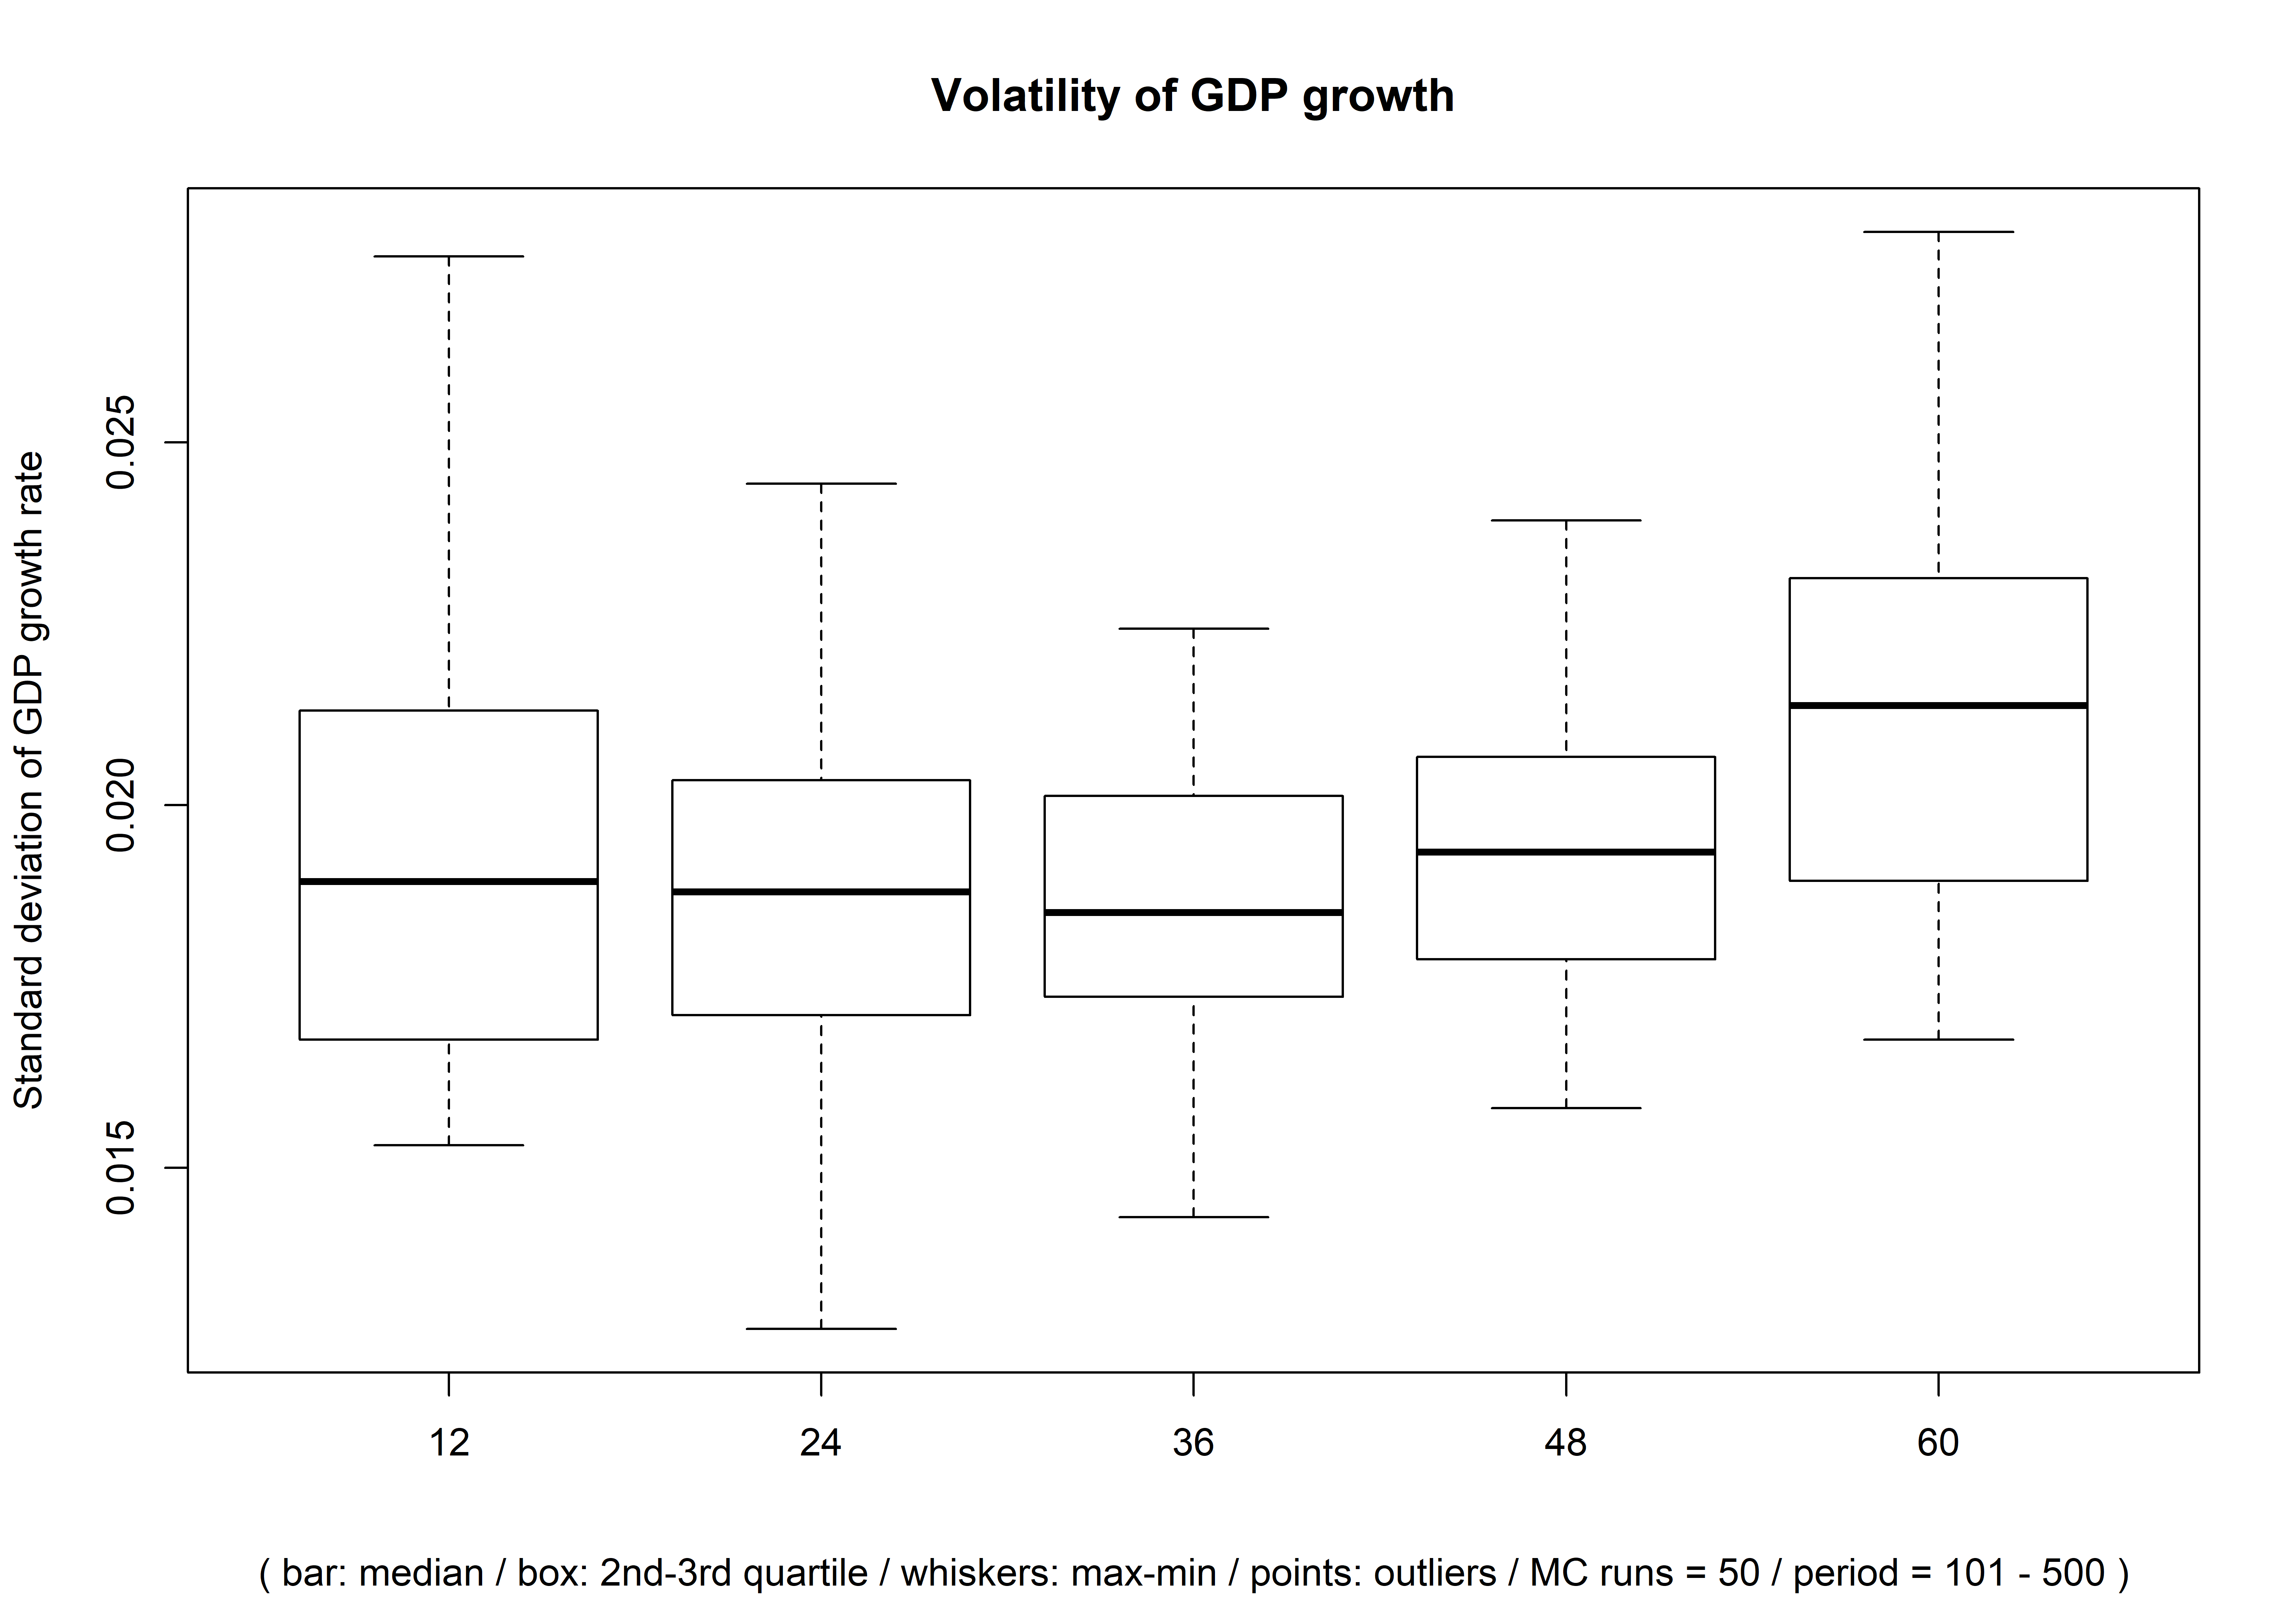 Volatility of GDP growth
Standard deviation of GDP growth rate
0.025
0.020
0.015
12 24 36 48 60
( bar: median / box: 2nd-3rd quartile / whiskers: max-min / points: outliers / MC runs = 50 / period = 101 - 500 )